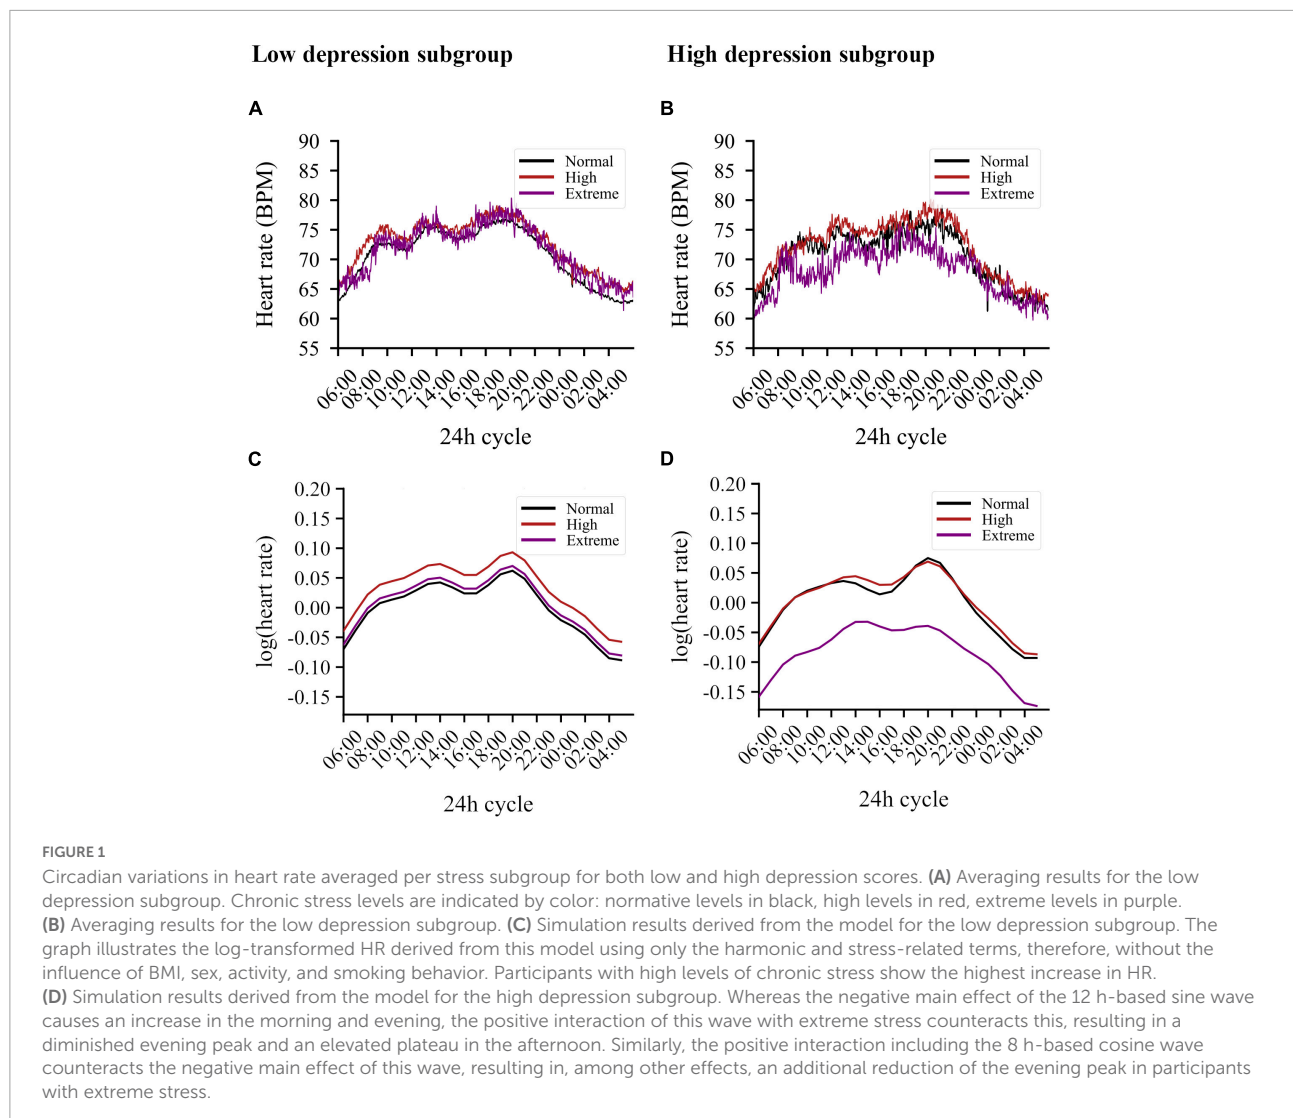 Low depression subgroup
High depression subgroup
A
90
85
80
75
70
65
60
55
Heart rate (BPM)
Normal
High
Extreme
06:00
08:00
10:00
12:00
14:00
16:00
18:00
20:00
22:00
00:00
02:00
04:00
24h cycle
B
90
85
80
75
70
65
60
55
Heart rate (BPM)
Normal
High
Extreme
06:00
08:00
10:00
12:00
14:00
16:00
18:00
20:00
22:00
00:00
02:00
04:00
24h cycle
C
0.20
0.15
0.10
0.05
0.00
-0.05
-0.10
-0.15
log(heart rate)
Normal
High
Extreme
06:00
08:00
10:00
12:00
14:00
16:00
18:00
20:00
22:00
00:00
02:00
04:00
24h cycle
D
0.20
0.15
0.10
0.05
0.00
-0.05
-0.10
-0.15
log(heart rate)
Normal
High
Extreme
06:00
08:00
10:00
12:00
14:00
16:00
18:00
20:00
22:00
00:00
02:00
04:00
24h cycle
FIGURE 1
Circadian variations in heart rate averaged per stress subgroup for both low and high depression scores. (A) Averaging results for the low
depression subgroup. Chronic stress levels are indicated by color: normative levels in black, high levels in red, extreme levels in purple.
(B) Averaging results for the low depression subgroup. (C) Simulation results derived from the model for the low depression subgroup. The
graph illustrates the log-transformed HR derived from this model using only the harmonic and stress-related terms, therefore, without the
influence of BMI, sex, activity, and smoking behavior. Participants with high levels of chronic stress show the highest increase in HR.
(D) Simulation results derived from the model for the high depression subgroup. Whereas the negative main effect of the 12 h-based sine wave
causes an increase in the morning and evening, the positive interaction of this wave with extreme stress counteracts this, resulting in a
diminished evening peak and an elevated plateau in the afternoon. Similarly, the positive interaction including the 8 h-based cosine wave
counteracts the negative main effect of this wave, resulting in, among other effects, an additional reduction of the evening peak in participants
with extreme stress.